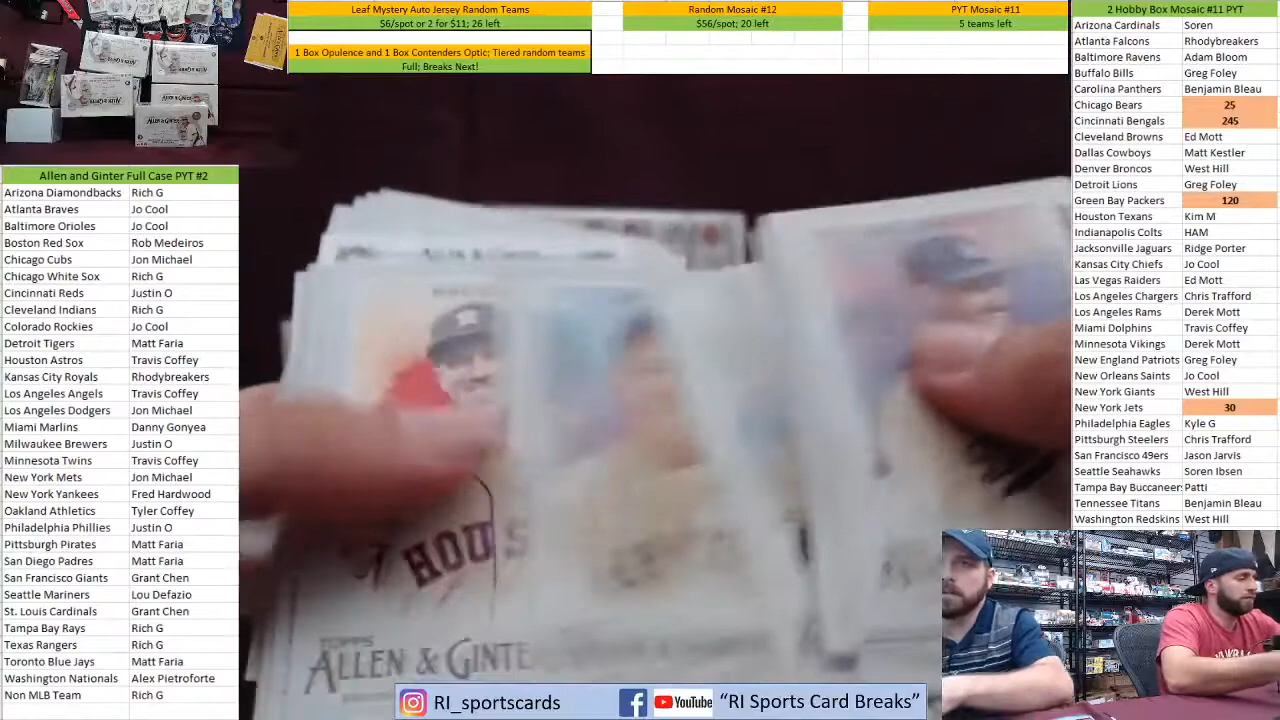 Leaf Mystery Auto Jersey Random Teams
$6/spot or 2 for $11; 26 left
1 Box Opulence and 1 Box Contenders Optic; Tiered random teams
Full; Breaks Next!
Random Mosaic #12
$56/spot; 20 left
PYT Mosaic #11
5 teams left
2 Hobby Box Mosaic #11 PYT
Arizona Cardinals Soren
Atlanta Falcons Rhodybreakers
Baltimore Ravens Adam Bloom
Buffalo Bills Greg Foley
Carolina Panthers Benjamin Bleau
Chicago Bears 25
Cincinnati Bengals 245
Cleveland Browns Ed Mott
Dallas Cowboys Matt Kestler
Denver Broncos West Hill
Detroit Lions Greg Foley
Green Bay Packers 120
Houston Texans Kim M
Indianapolis Colts HAM
Jacksonville Jaguars Ridge Porter
Kansas City Chiefs Jo Cool
Las Vegas Raiders Ed Mott
Los Angeles Chargers Chris Trafford
Los Angeles Rams Derek Mott
Miami Dolphins Travis Coffey
Minnesota Vikings Derek Mott
New England Patriots Greg Foley
New Orleans Saints Jo Cool
New York Giants West Hill
New York Jets 30
Philadelphia Eagles Kyle G
Pittsburgh Steelers Chris Trafford
San Francisco 49ers Jason Jarvis
Seattle Seahawks Soren Ibsen
Tampa Bay Buccaneers Patti
Tennessee Titans Benjamin Bleau
Washington Redskins West Hill
Allen and Ginter Full Case PYT #2
Arizona Diamondbacks Rich G
Atlanta Braves Jo Cool
Baltimore Orioles Jo Cool
Boston Red Sox Rob Medeiros
Chicago Cubs Jon Michael
Chicago White Sox Rich G
Cincinnati Reds Justin O
Cleveland Indians Rich G
Colorado Rockies Jo Cool
Detroit Tigers Matt Faria
Houston Astros Travis Coffey
Kansas City Royals Rhodybreakers
Los Angeles Angels Travis Coffey
Los Angeles Dodgers Jon Michael
Miami Marlins Danny Gonyea
Milwaukee Brewers Justin O
Minnesota Twins Travis Coffey
New York Mets Jon Michael
New York Yankees Fred Hardwood
Oakland Athletics Tyler Coffey
Philadelphia Phillies Justin O
Pittsburgh Pirates Matt Faria
San Diego Padres Matt Faria
San Francisco Giants Grant Chen
Seattle Mariners Lou Defazio
St. Louis Cardinals Grant Chen
Tampa Bay Rays Rich G
Texas Rangers Rich G
Toronto Blue Jays Matt Faria
Washington Nationals Alex Pietroforte
Non MLB Team Rich G
HOUS
ALLEN & GINTE
RI_sportscards
YouTube
"RI Sports Card Breaks"